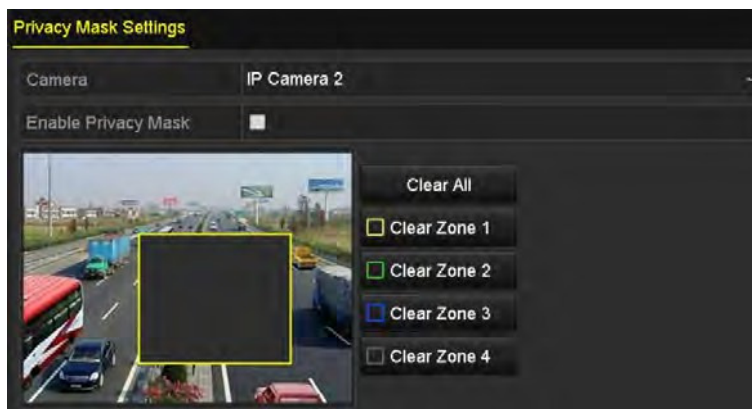 Privacy Mask Settings
Camera IP Camera 2
Enable Privacy Mask
Clear All
Clear Zone 1
Clear Zone 2
Clear Zone 3
Clear Zone 4